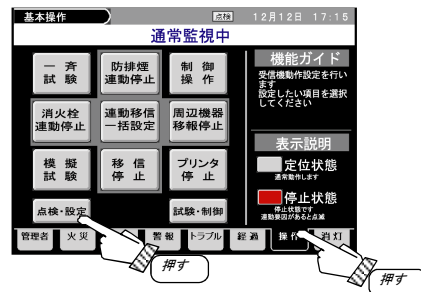 基本操作
点検
12月12日 17:15
通常監視中
一斉
試験
防排煙
連動停止
制御
操作
消火栓
連動停止
連動移信
一括設定
周辺機器
移報停止
模擬
試験
移信
停止
プリンタ
停止
点検・設定
試験・制御
機能ガイド
受信機動作設定を行い
ます
設定したい項目を選択
してください
表示説明
定位状態
通常動作します
停止状態
停止状態です
連動要因があると点滅
管理者
火災
警報
トラブル
経過
操作
消灯
押す
押す